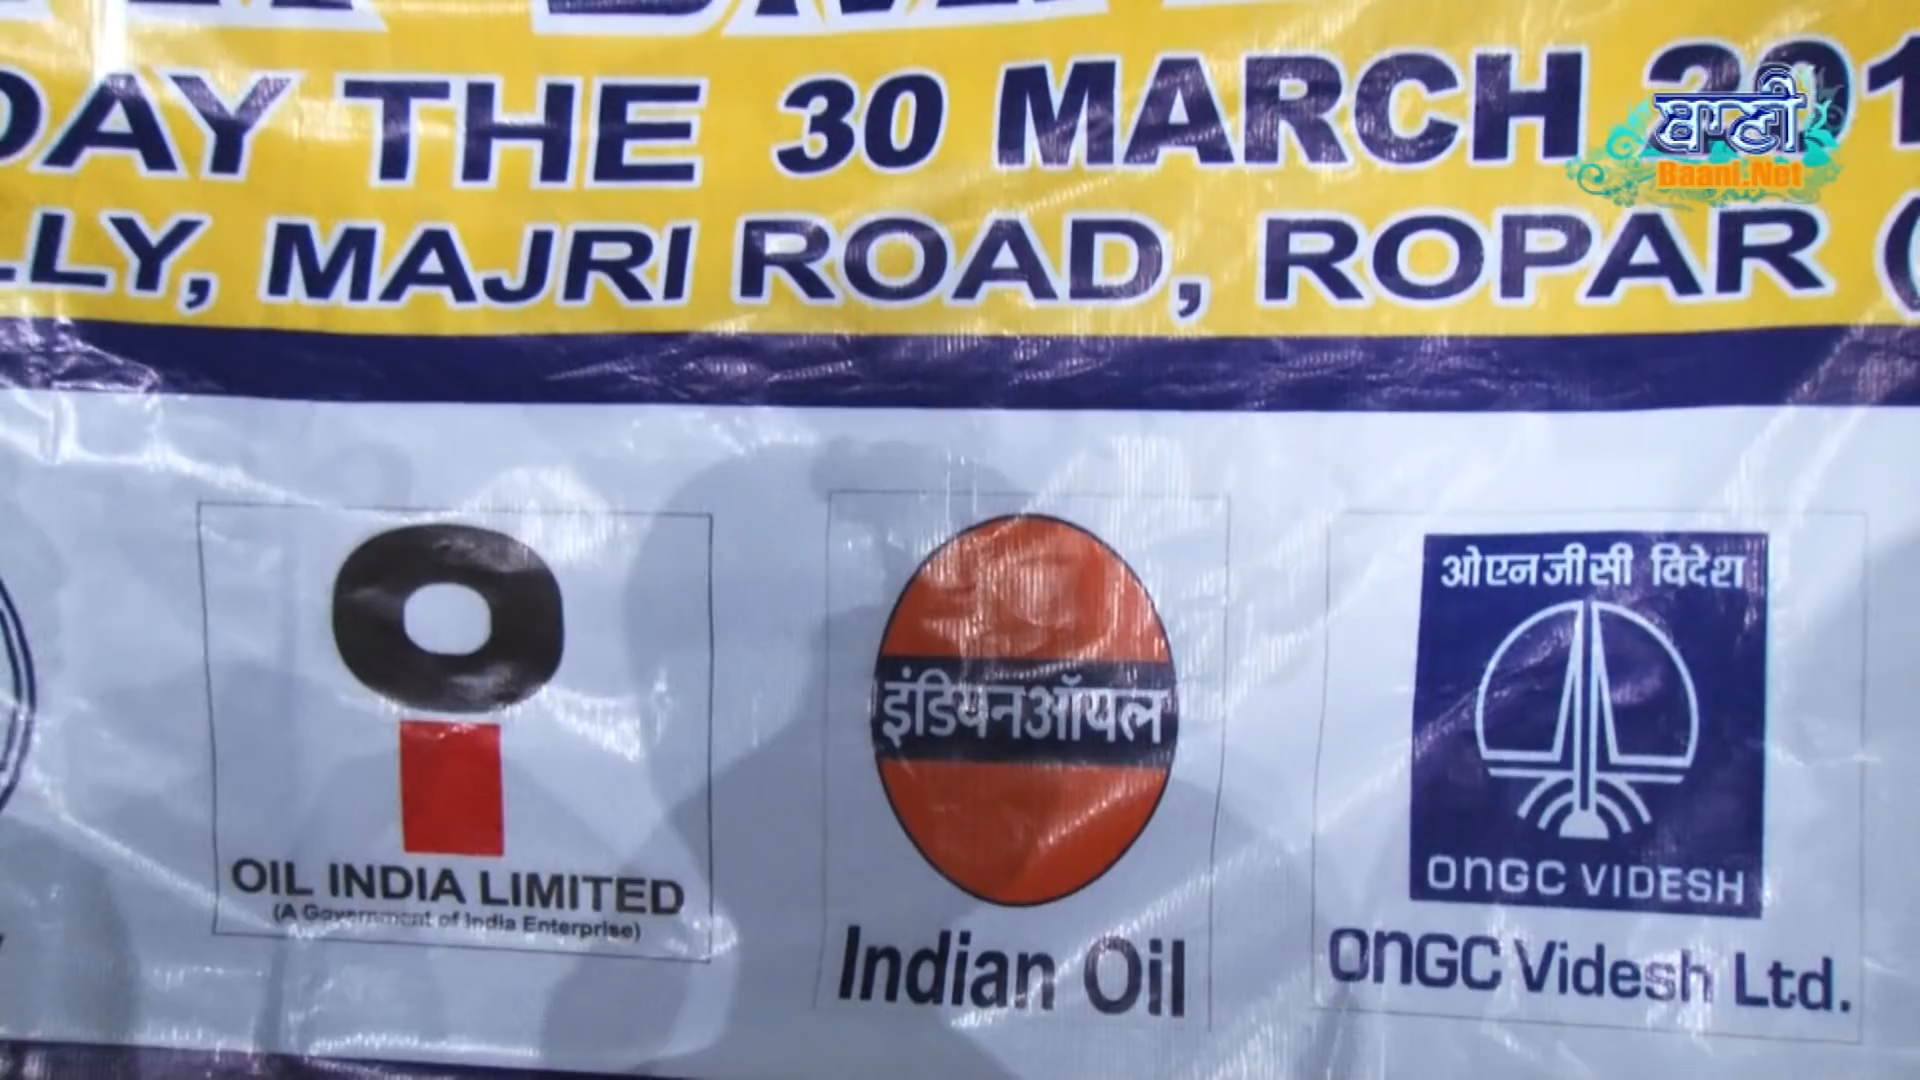 DAY THE 30 MARCH 201
ਬਾਣੀ
Baani.Net
LLY, MAJRI ROAD, ROPAR (
OIL INDIA LIMITED
(A Government of India Enterprise)
इंडियनऑयल
Indian Oil
ओएनजीसी विदेश
ONGC VIDESH
ONGC Videsh Ltd.